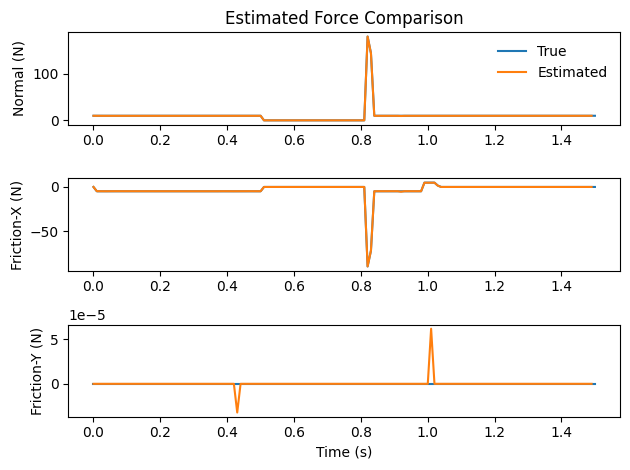 Estimated Force Comparison
Normal (N)
100
0
True
Estimated
0.0 0.2 0.4 0.6 0.8 1.0 1.2 1.4
Friction-X (N)
0
−50
0.0 0.2 0.4 0.6 0.8 1.0 1.2 1.4
1e−5
Friction-Y (N)
5
0
0.0 0.2 0.4 0.6 0.8 1.0 1.2 1.4
Time (s)